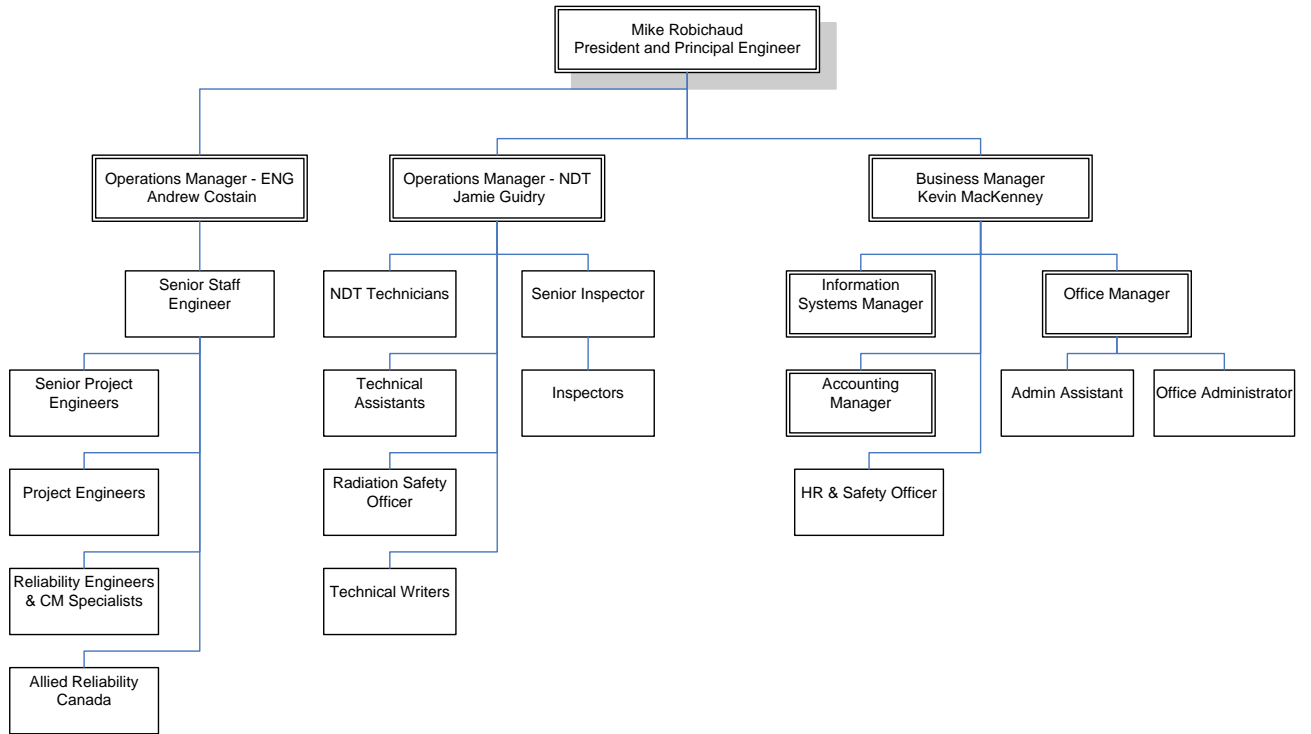 Mike Robichaud
President and Principal Engineer
Operations Manager - ENG
Andrew Costain
Operations Manager - NDT
Jamie Guidry
Business Manager
Kevin MacKenney
Senior Staff
Engineer
NDT Technicians
Senior Inspector
Information
Systems Manager
Office Manager
Senior Project
Engineers
Technical
Assistants
Inspectors
Accounting
Manager
Admin Assistant
Office Administrator
Project Engineers
Radiation Safety
Officer
HR & Safety Officer
Reliability Engineers
& CM Specialists
Technical Writers
Allied Reliability
Canada